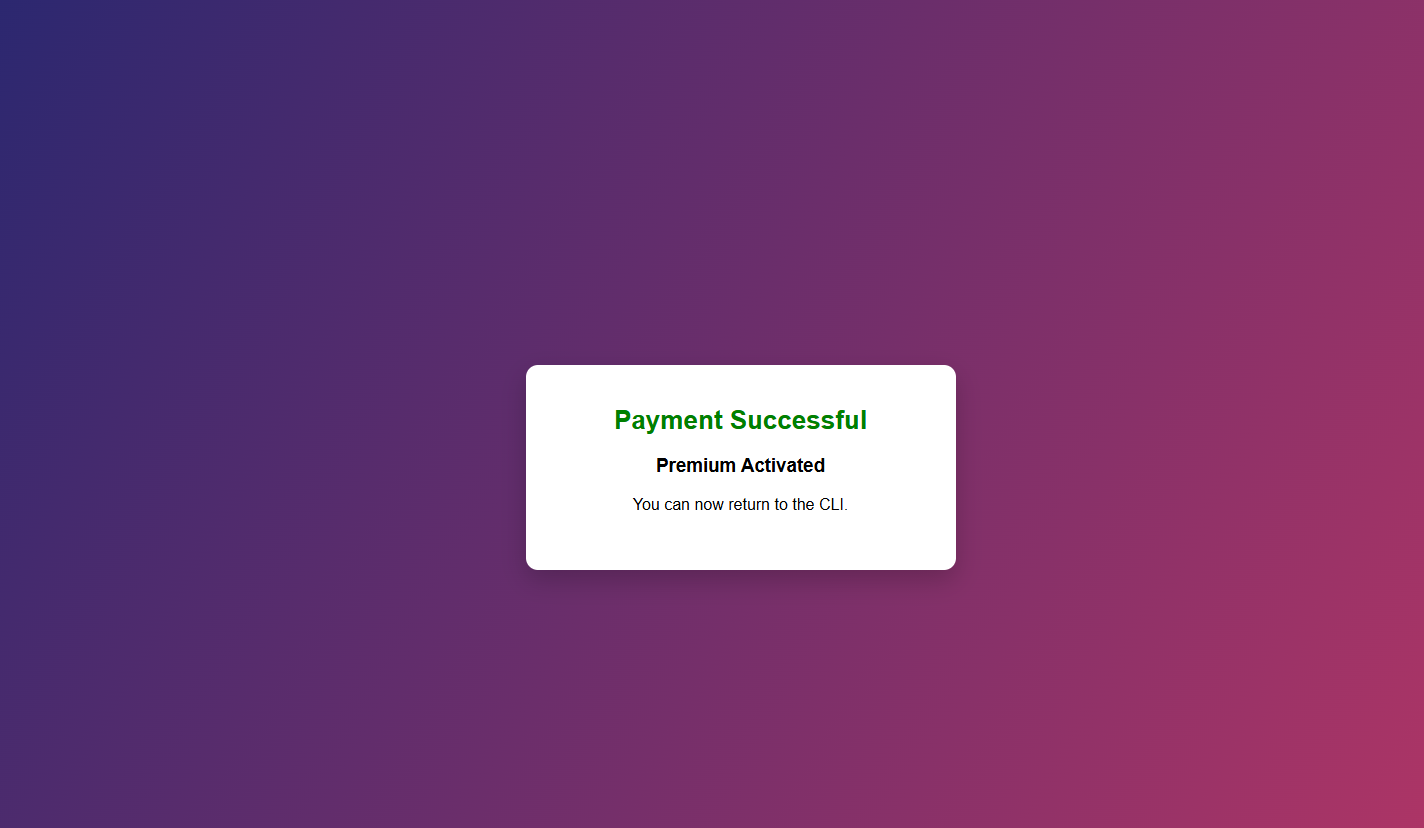 Payment Successful
Premium Activated
You can now return to the CLI.